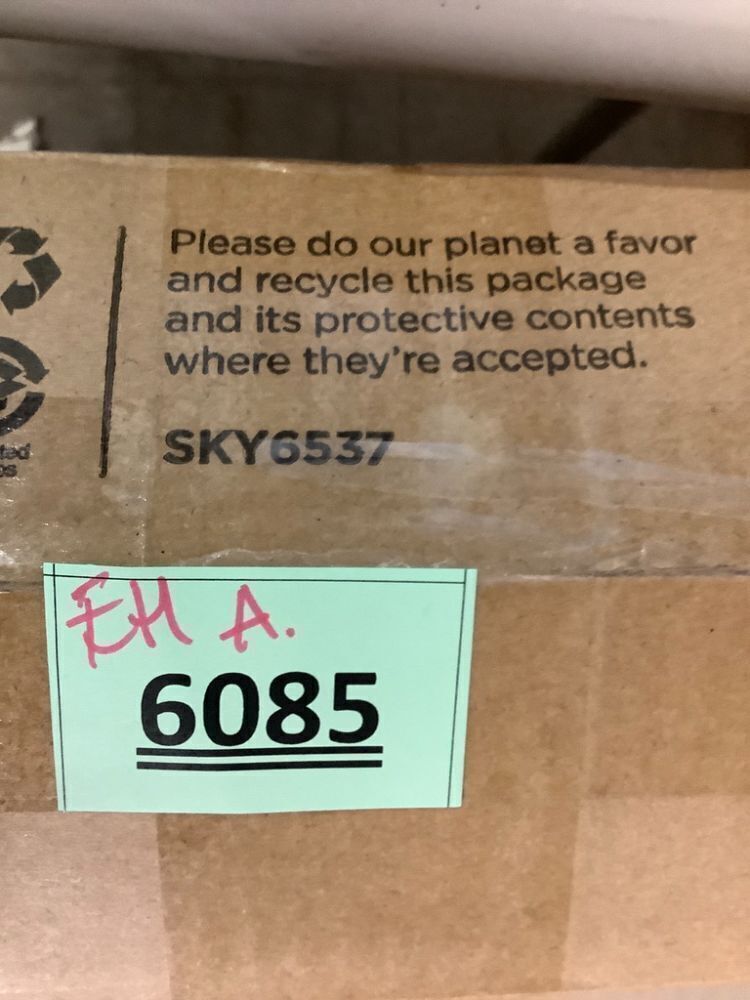 Please do our planet a favor
and recycle this package
and its protective contents
where they're accepted.
SKY6537
EH A.
6085